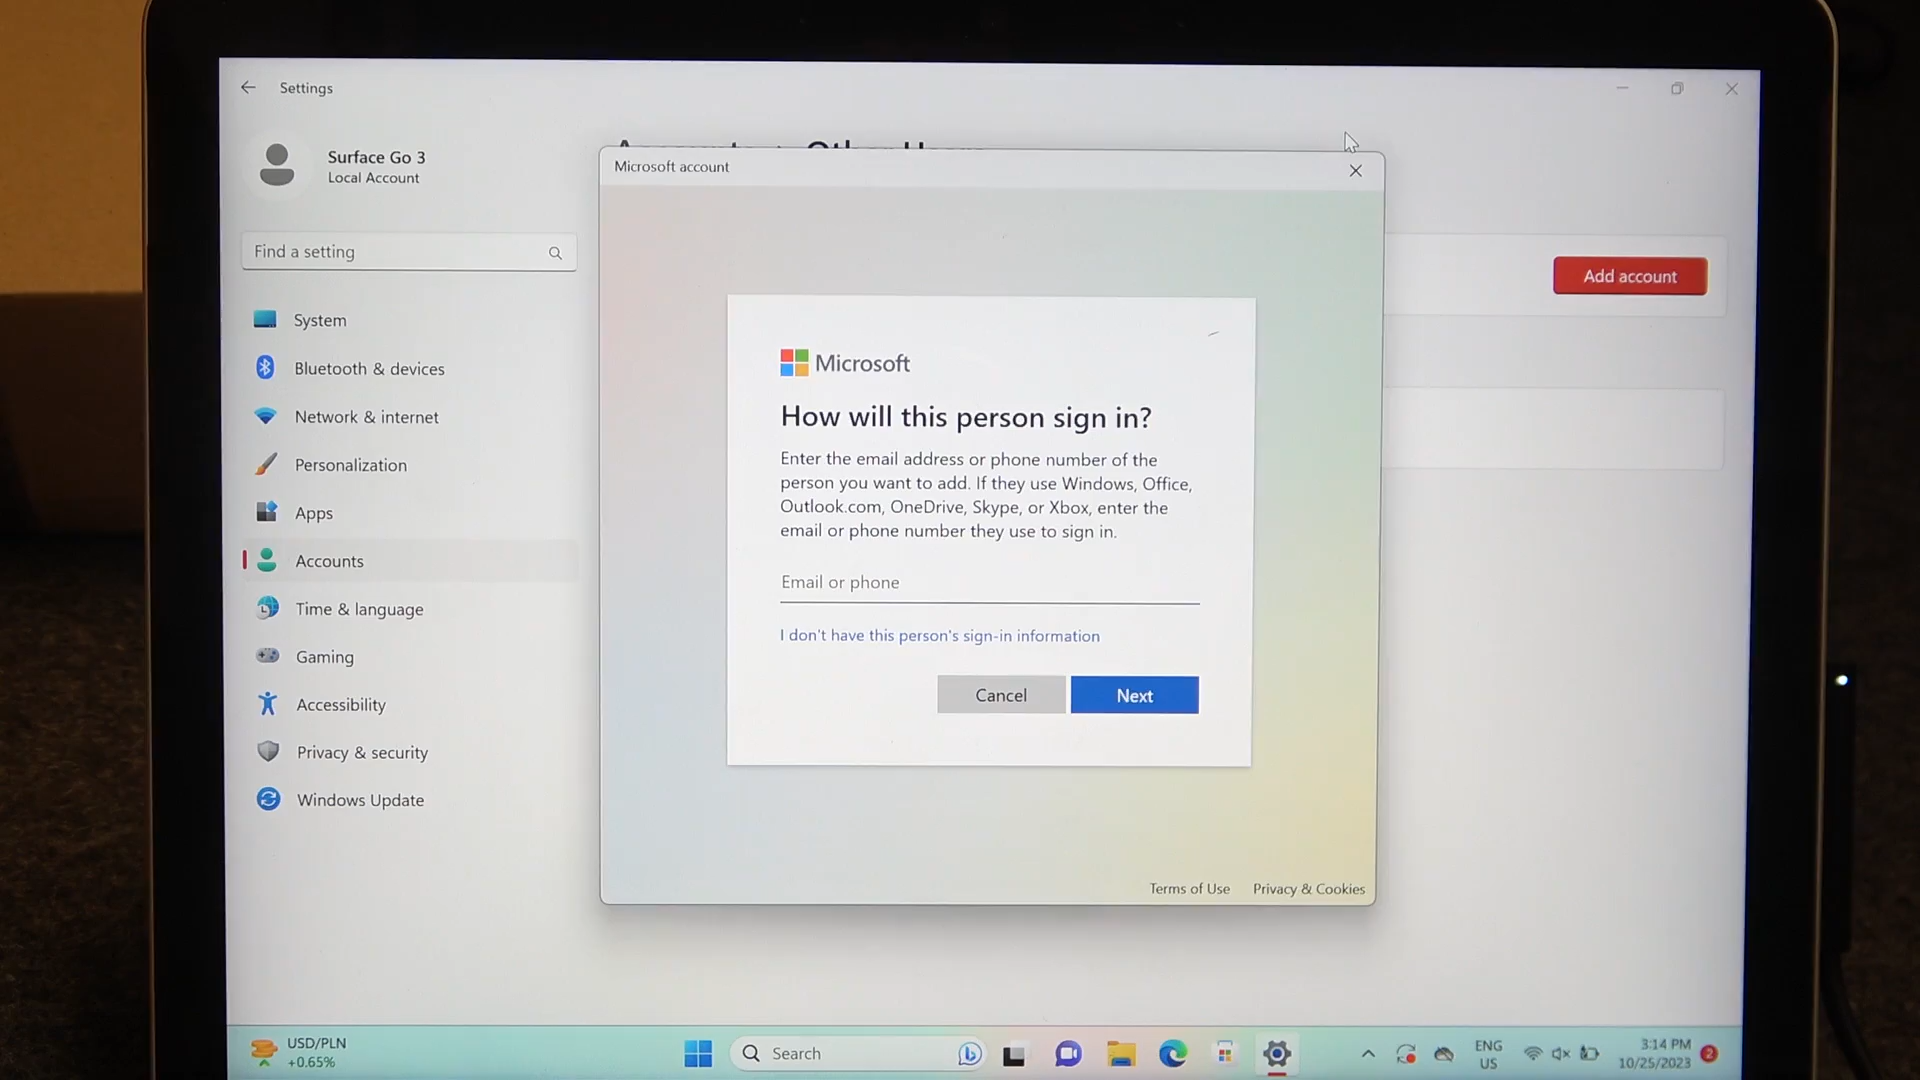 Settings
Surface Go 3
Local Account
Find a setting
System
Bluetooth & devices
Network & internet
Personalization
Apps
Accounts
Time & language
Gaming
Accessibility
Privacy & security
Windows Update
Microsoft account
Add account
Microsoft
How will this person sign in?
Enter the email address or phone number of the
person you want to add. If they use Windows, Office,
Outlook.com, OneDrive, Skype, or Xbox, enter the
email or phone number they use to sign in.
Email or phone
I don't have this person's sign-in information
Cancel
Next
Terms of Use
Privacy & Cookies
USD/PLN
+0.65%
Search
ENG
US
3:14 PM
10/25/2023
2